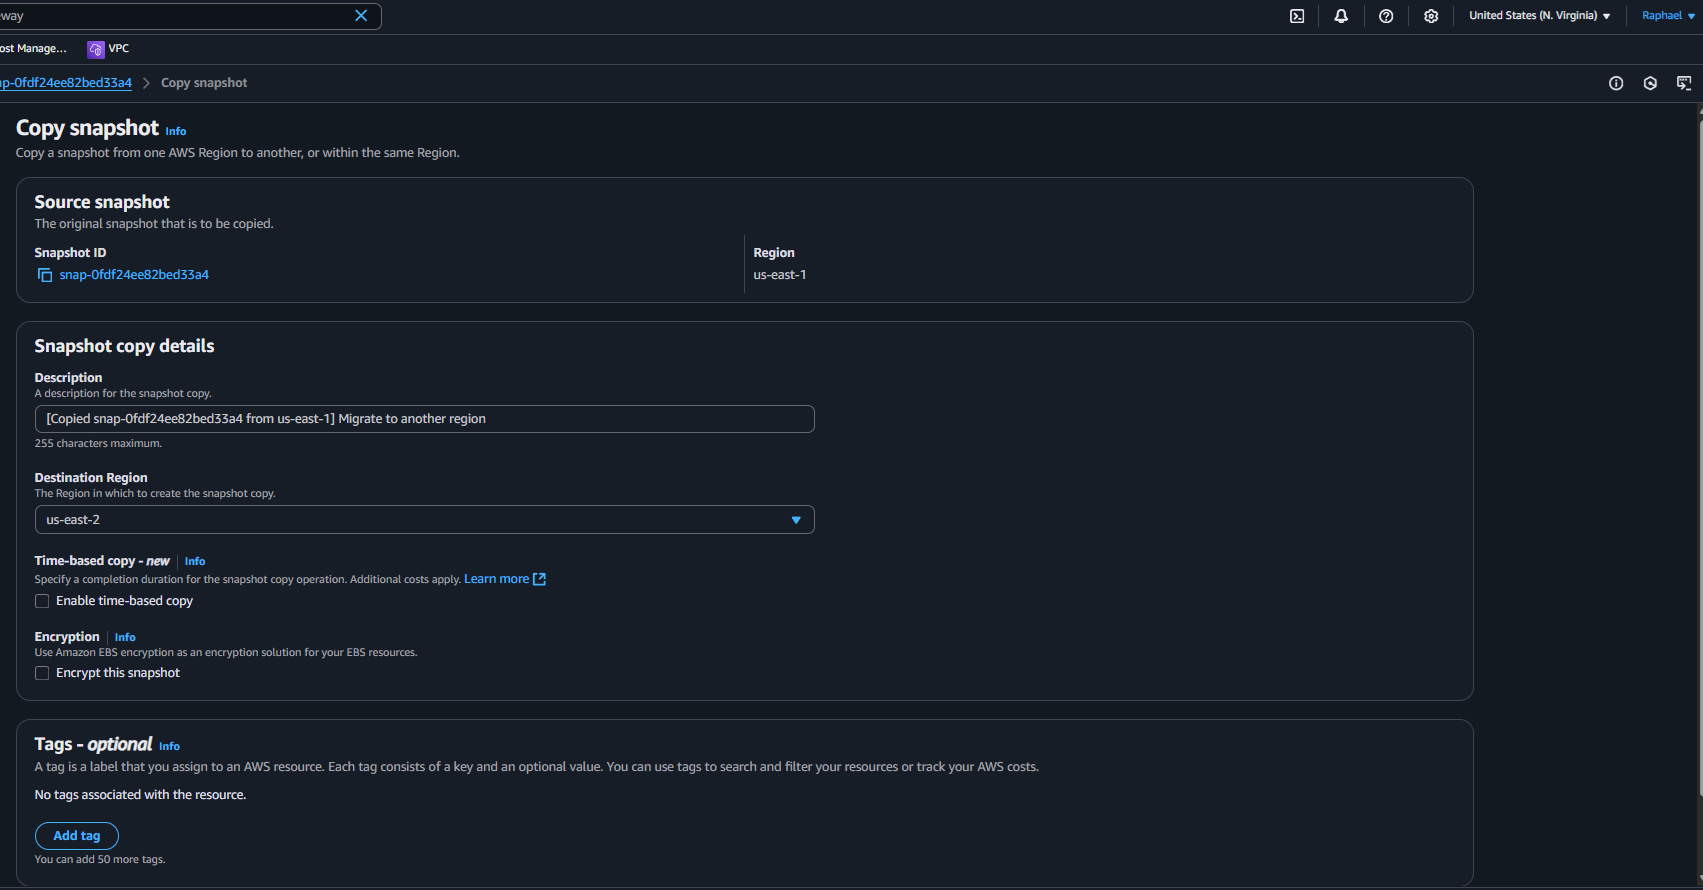 way
United States (N. Virginia)
Raphael
ost Manage...
VPC
ap-0fdf24ee82bed33a4
Copy snapshot
Copy snapshot Info
Copy a snapshot from one AWS Region to another, or within the same Region.
Source snapshot
The original snapshot that is to be copied.
Snapshot ID
snap-0fdf24ee82bed33a4
Region
us-east-1
Snapshot copy details
Description
A description for the snapshot copy.
[Copied snap-0fdf24ee82bed33a4 from us-east-1] Migrate to another region
255 characters maximum.
Destination Region
The Region in which to create the snapshot copy.
us-east-2
Time-based copy - new Info
Specify a completion duration for the snapshot copy operation. Additional costs apply. Learn more
Enable time-based copy
Encryption Info
Use Amazon EBS encryption as an encryption solution for your EBS resources.
Encrypt this snapshot
Tags - optional Info
A tag is a label that you assign to an AWS resource. Each tag consists of a key and an optional value. You can use tags to search and filter your resources or track your AWS costs.
No tags associated with the resource.
Add tag
You can add 50 more tags.